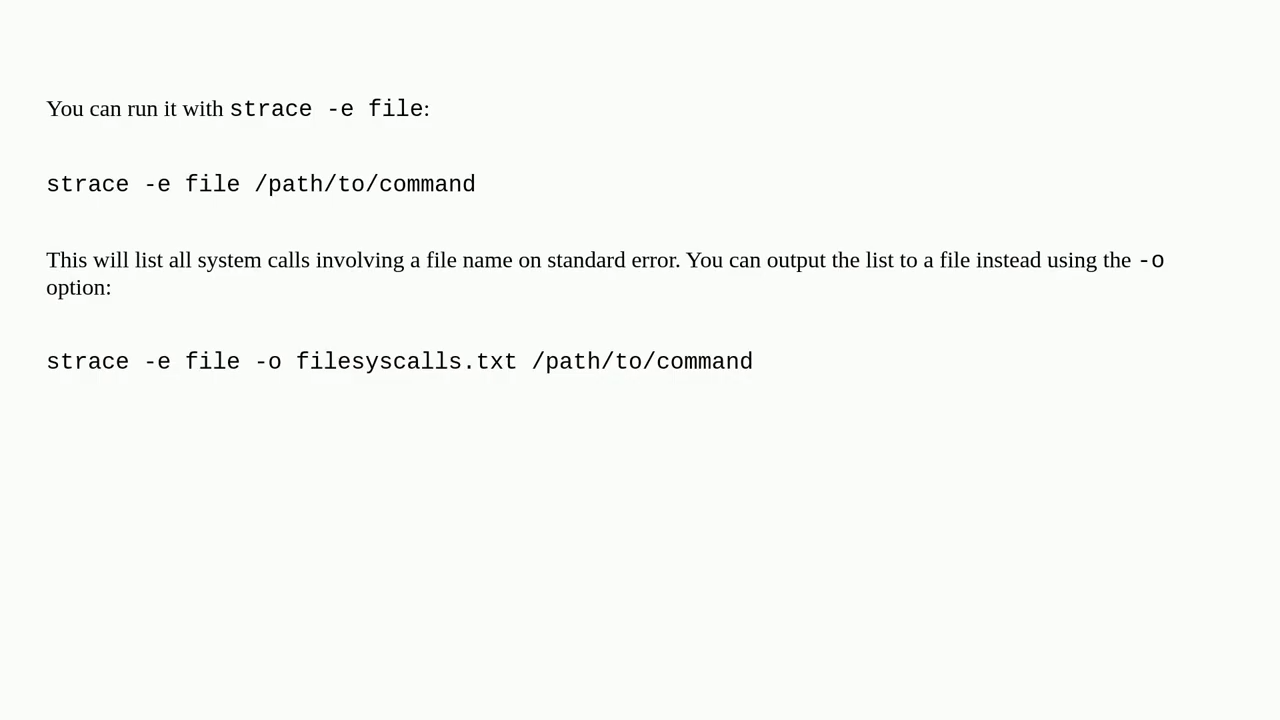 You can run it with strace -e file:
strace -e file /path/to/command
This will list all system calls involving a file name on standard error. You can output the list to a file instead using the -o
option:
strace -e file -o filesyscalls.txt /path/to/command